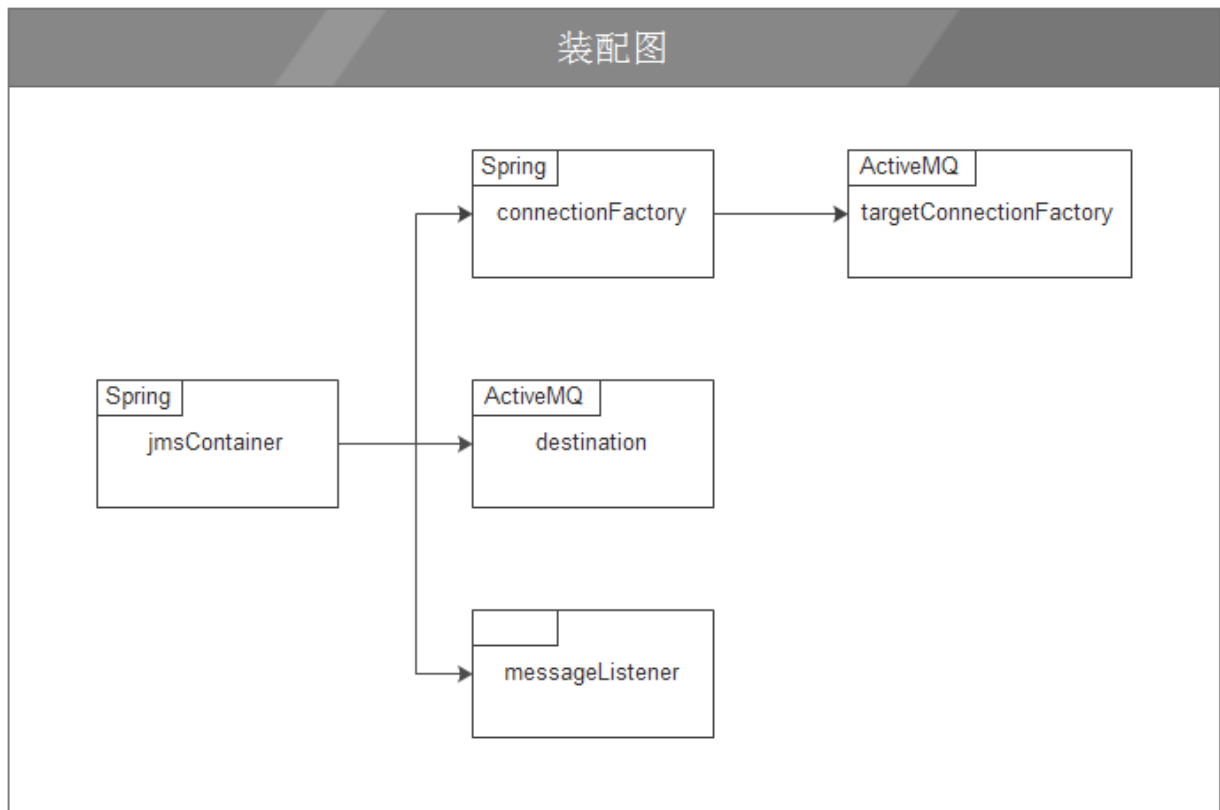 装配图
Spring
connectionFactory
ActiveMQ
targetConnectionFactory
Spring
jmsContainer
ActiveMQ
destination
messageListener